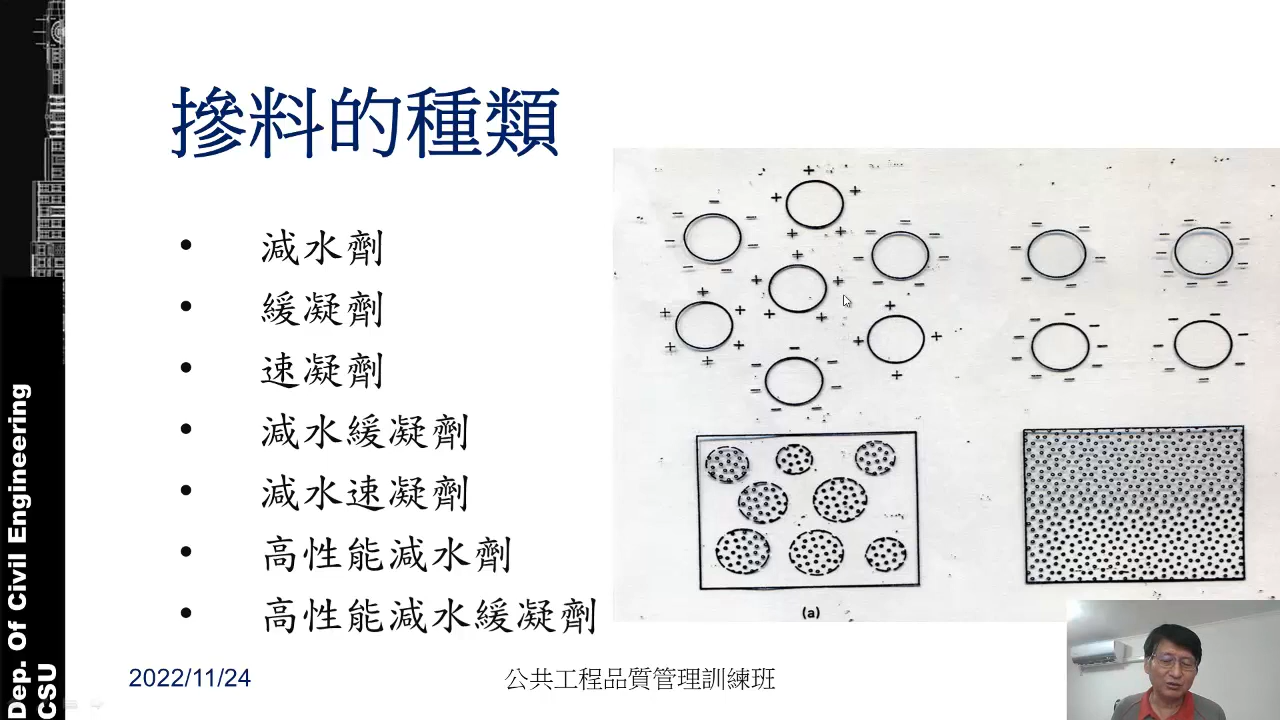 摻料的種類
• 減水劑
• 緩凝劑
• 速凝劑
• 減水緩凝劑
• 減水速凝劑
• 高性能減水劑
• 高性能減水緩凝劑
(a)
2022/11/24
公共工程品質管理訓練班
Dep. Of Civil Engineering
CSU